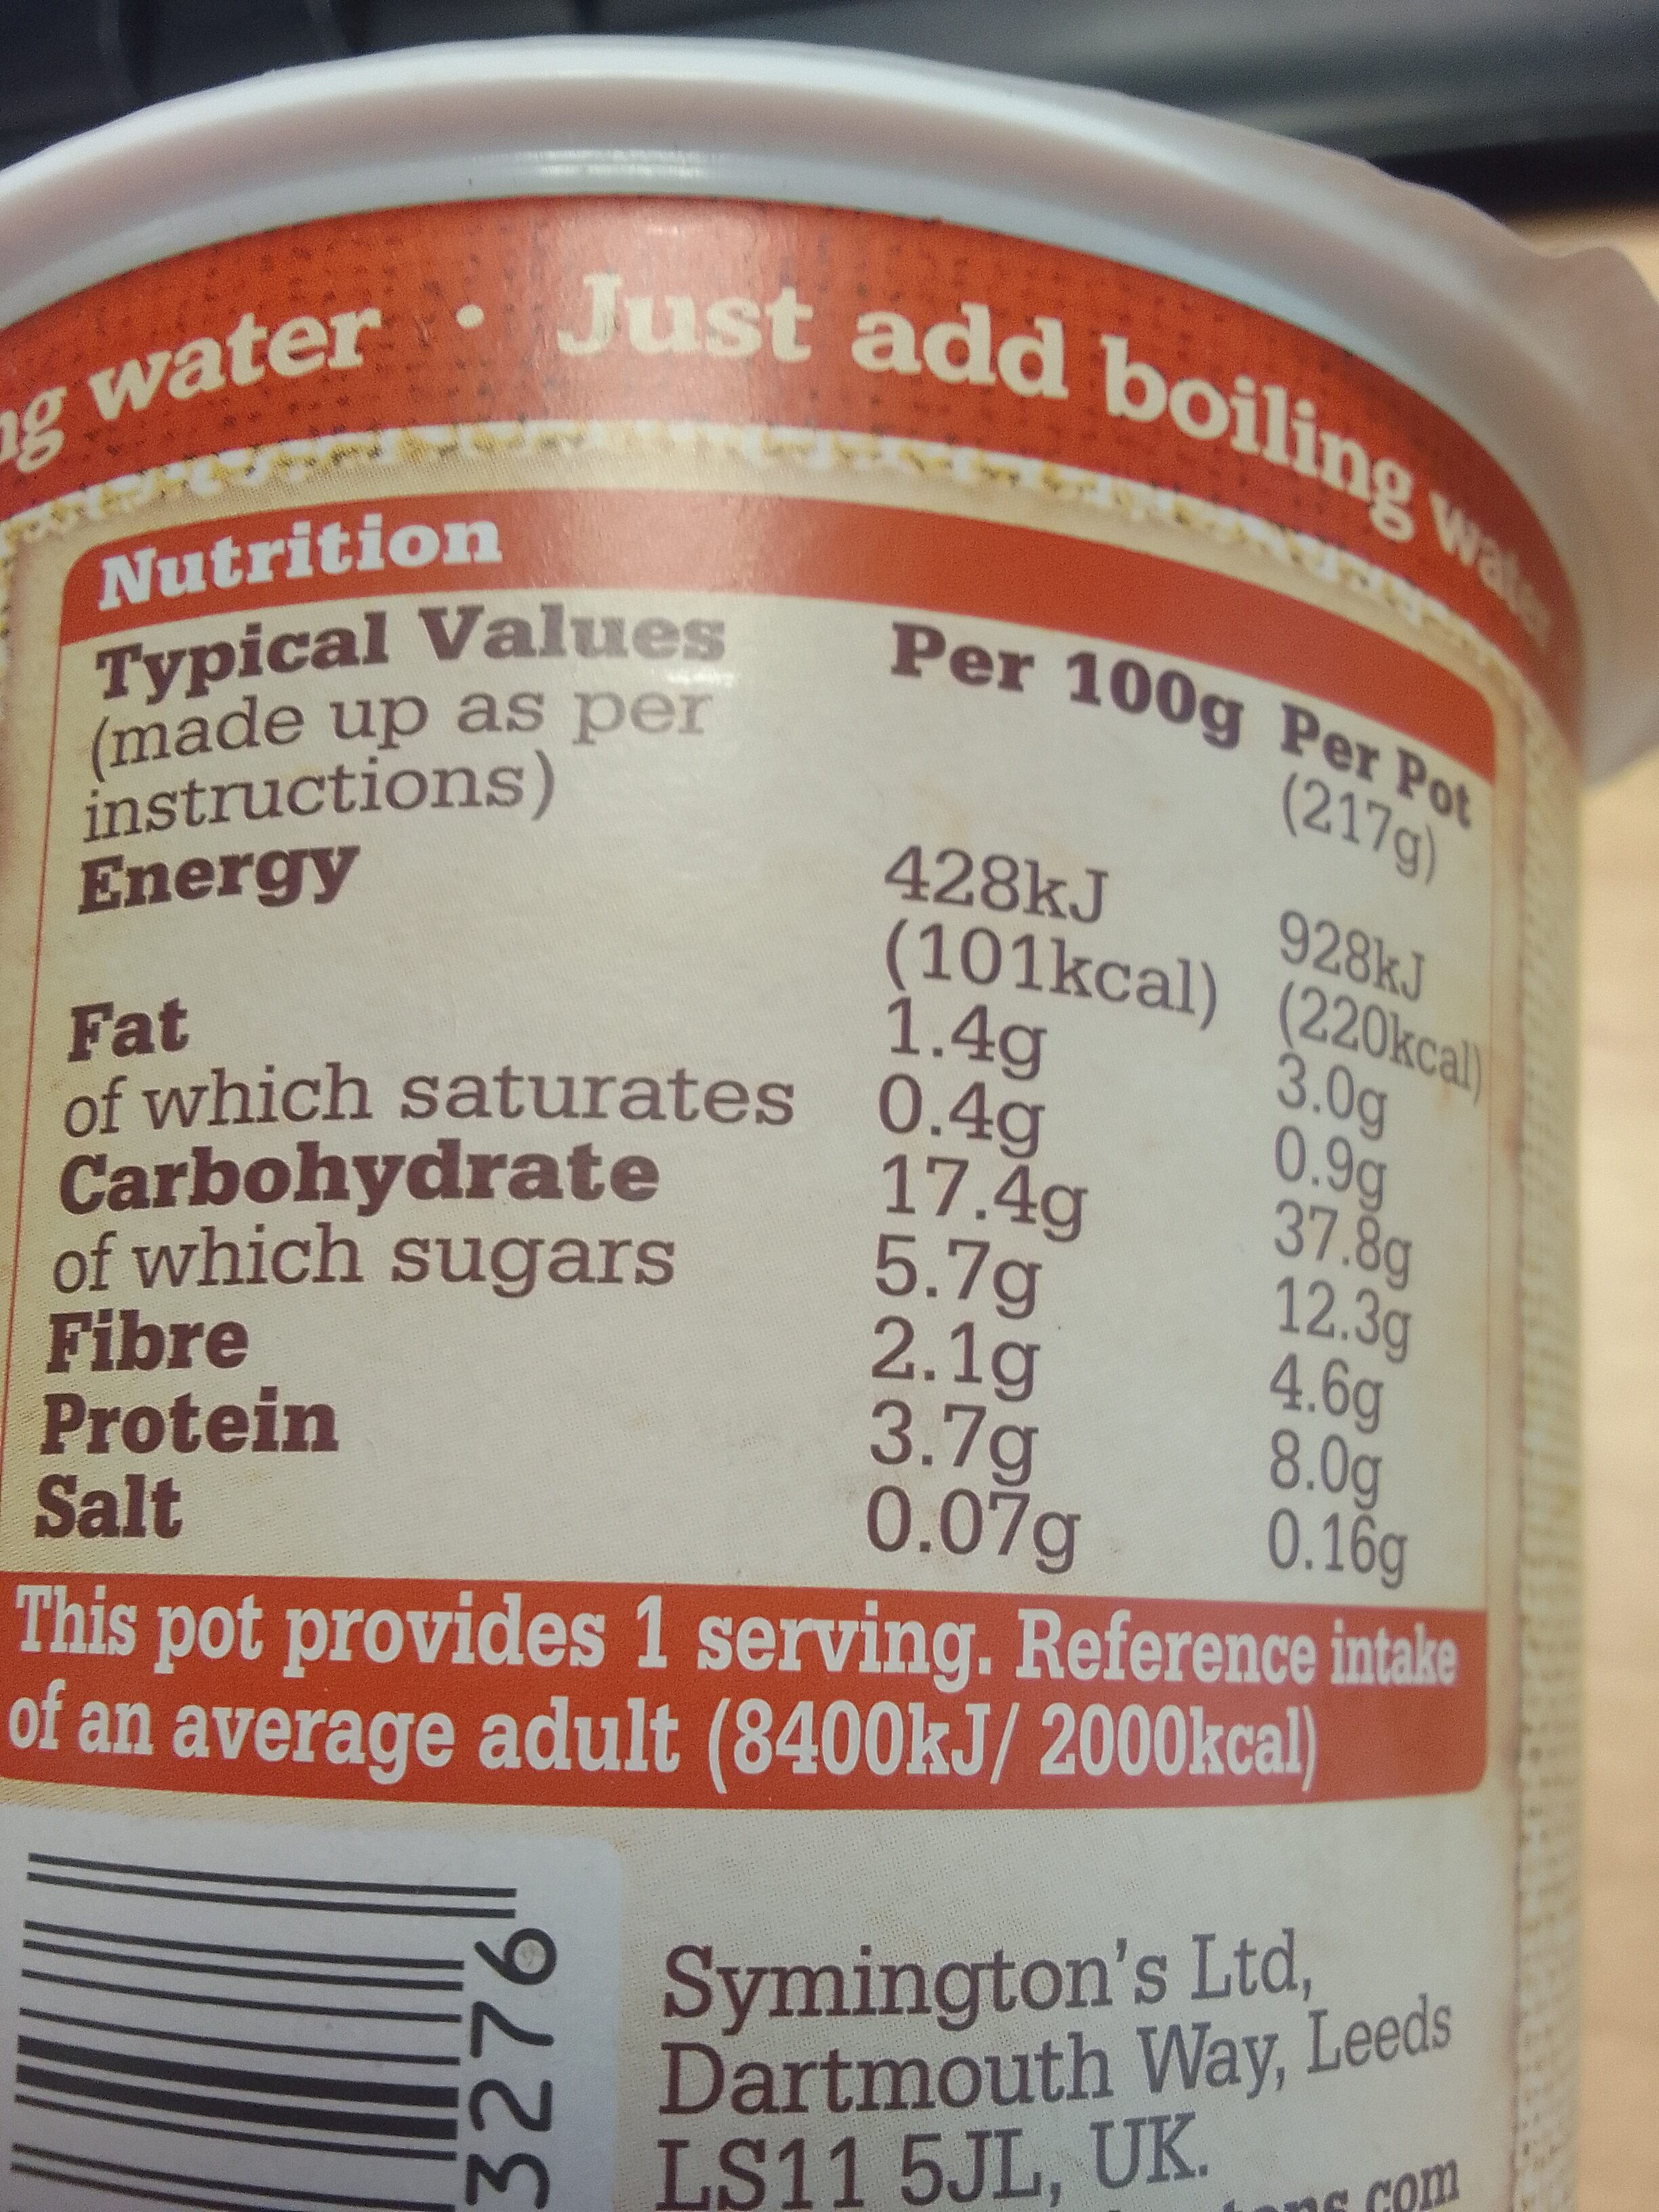 ng water • Just add boiling water
Nutrition
Typical Values Per 100g Per Pot
(made up as per (217g)
instructions)
Energy 428kJ 928kJ
(101kcal) (220kcal)
Fat 1.4g 3.0g
of which saturates 0.4g 0.9g
Carbohydrate 17.4g 37.8g
of which sugars 5.7g 12.3g
Fibre 2.1g 4.6g
Protein 3.7g 8.0g
Salt 0.07g 0.16g
This pot provides 1 serving. Reference intake
of an average adult (8400kJ/ 2000kcal)
3276
Symington's Ltd,
Dartmouth Way, Leeds
LS11 5JL, UK.
.com